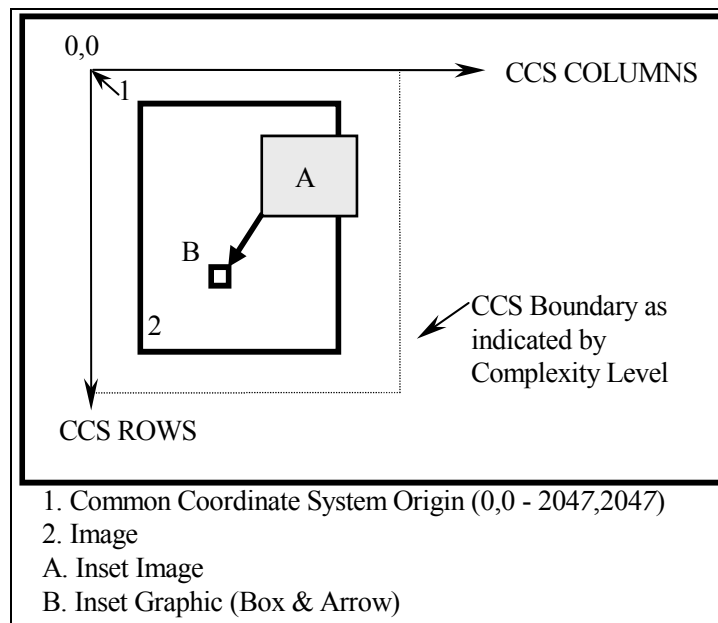 0,0
CCS COLUMNS
1
A
B
2
CCS Boundary as
indicated by
Complexity Level
CCS ROWS
1. Common Coordinate System Origin (0,0 - 2047,2047)
2. Image
A. Inset Image
B. Inset Graphic (Box & Arrow)